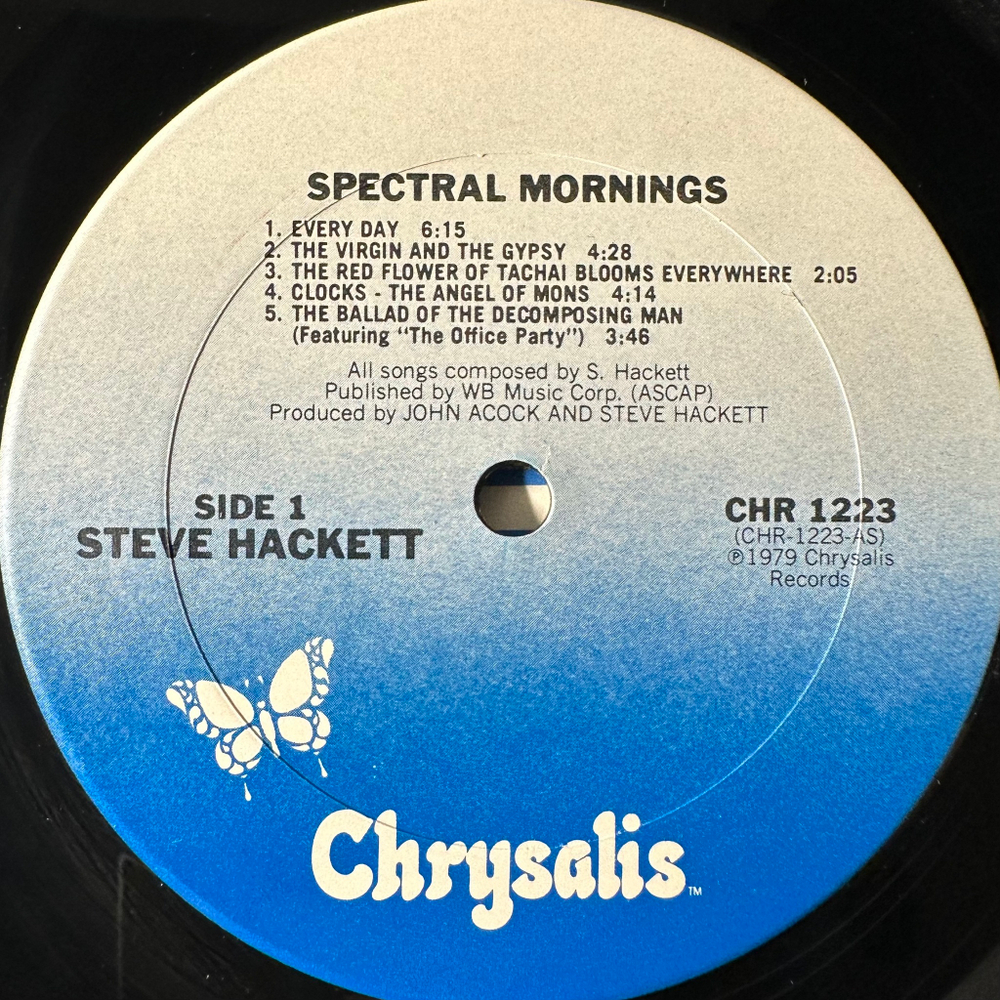 SPECTRAL MORNINGS
1. EVERY DAY 6:15
2. THE VIRGIN AND THE GYPSY 4:28
3. THE RED FLOWER OF TACHAI BLOOMS EVERYWHERE 2:05
4. CLOCKS - THE ANGEL OF MONS 4:14
5. THE BALLAD OF THE DECOMPOSING MAN
(Featuring "The Office Party") 3:46
All songs composed by S. Hackett
Published by WB Music Corp. (ASCAP)
Produced by JOHN ACOCK AND STEVE HACKETT
SIDE 1
STEVE HACKETT
CHR 1223
(CHR-1223-AS)
℗1979 Chrysalis
Records
Chrysalis™